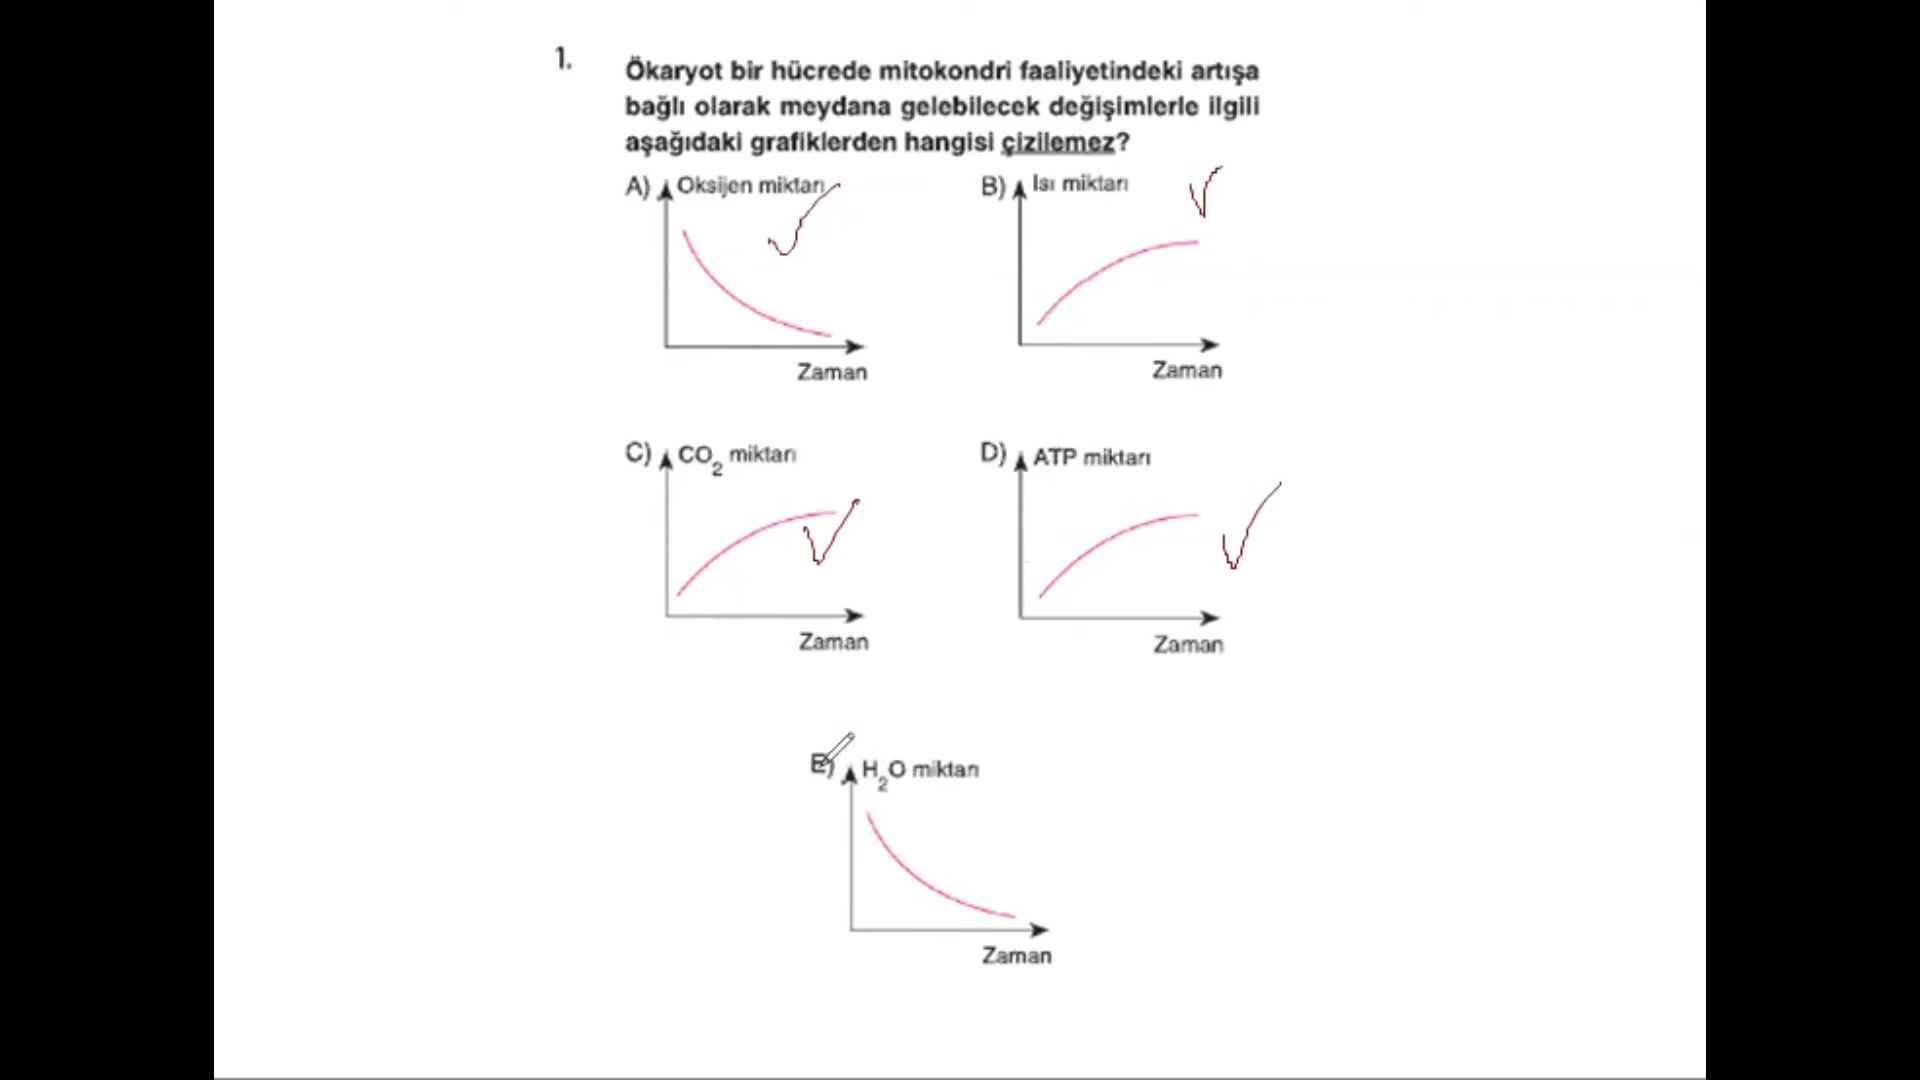 1.
Ökaryot bir hücrede mitokondri faaliyetindeki artışa
bağlı olarak meydana gelebilecek değişimlerle ilgili
aşağıdaki grafiklerden hangisi çizilemez?
A) Oksijen miktarı
B) Isı miktarı
Zaman
Zaman
C) CO₂ miktarı
D) ATP miktarı
Zaman
Zaman
E) H₂O miktarı
Zaman